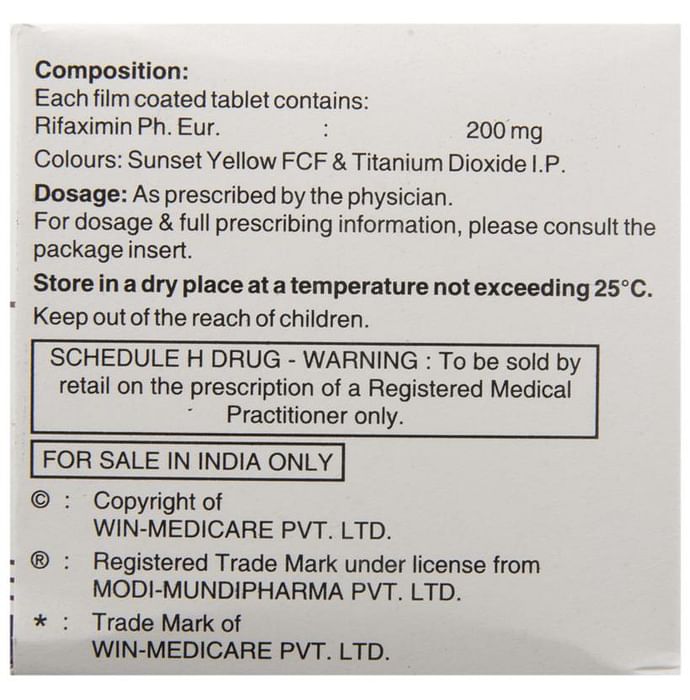 Composition:
Each film coated tablet contains:
Rifaximin Ph. Eur. : 200 mg
Colours: Sunset Yellow FCF & Titanium Dioxide I.P.
Dosage: As prescribed by the physician.
For dosage & full prescribing information, please consult the
package insert.
Store in a dry place at a temperature not exceeding 25°C.
Keep out of the reach of children.
SCHEDULE H DRUG - WARNING : To be sold by
retail on the prescription of a Registered Medical
Practitioner only.
FOR SALE IN INDIA ONLY
© : Copyright of
WIN-MEDICARE PVT. LTD.
® : Registered Trade Mark under license from
MODI-MUNDIPHARMA PVT. LTD.
* : Trade Mark of
WIN-MEDICARE PVT. LTD.